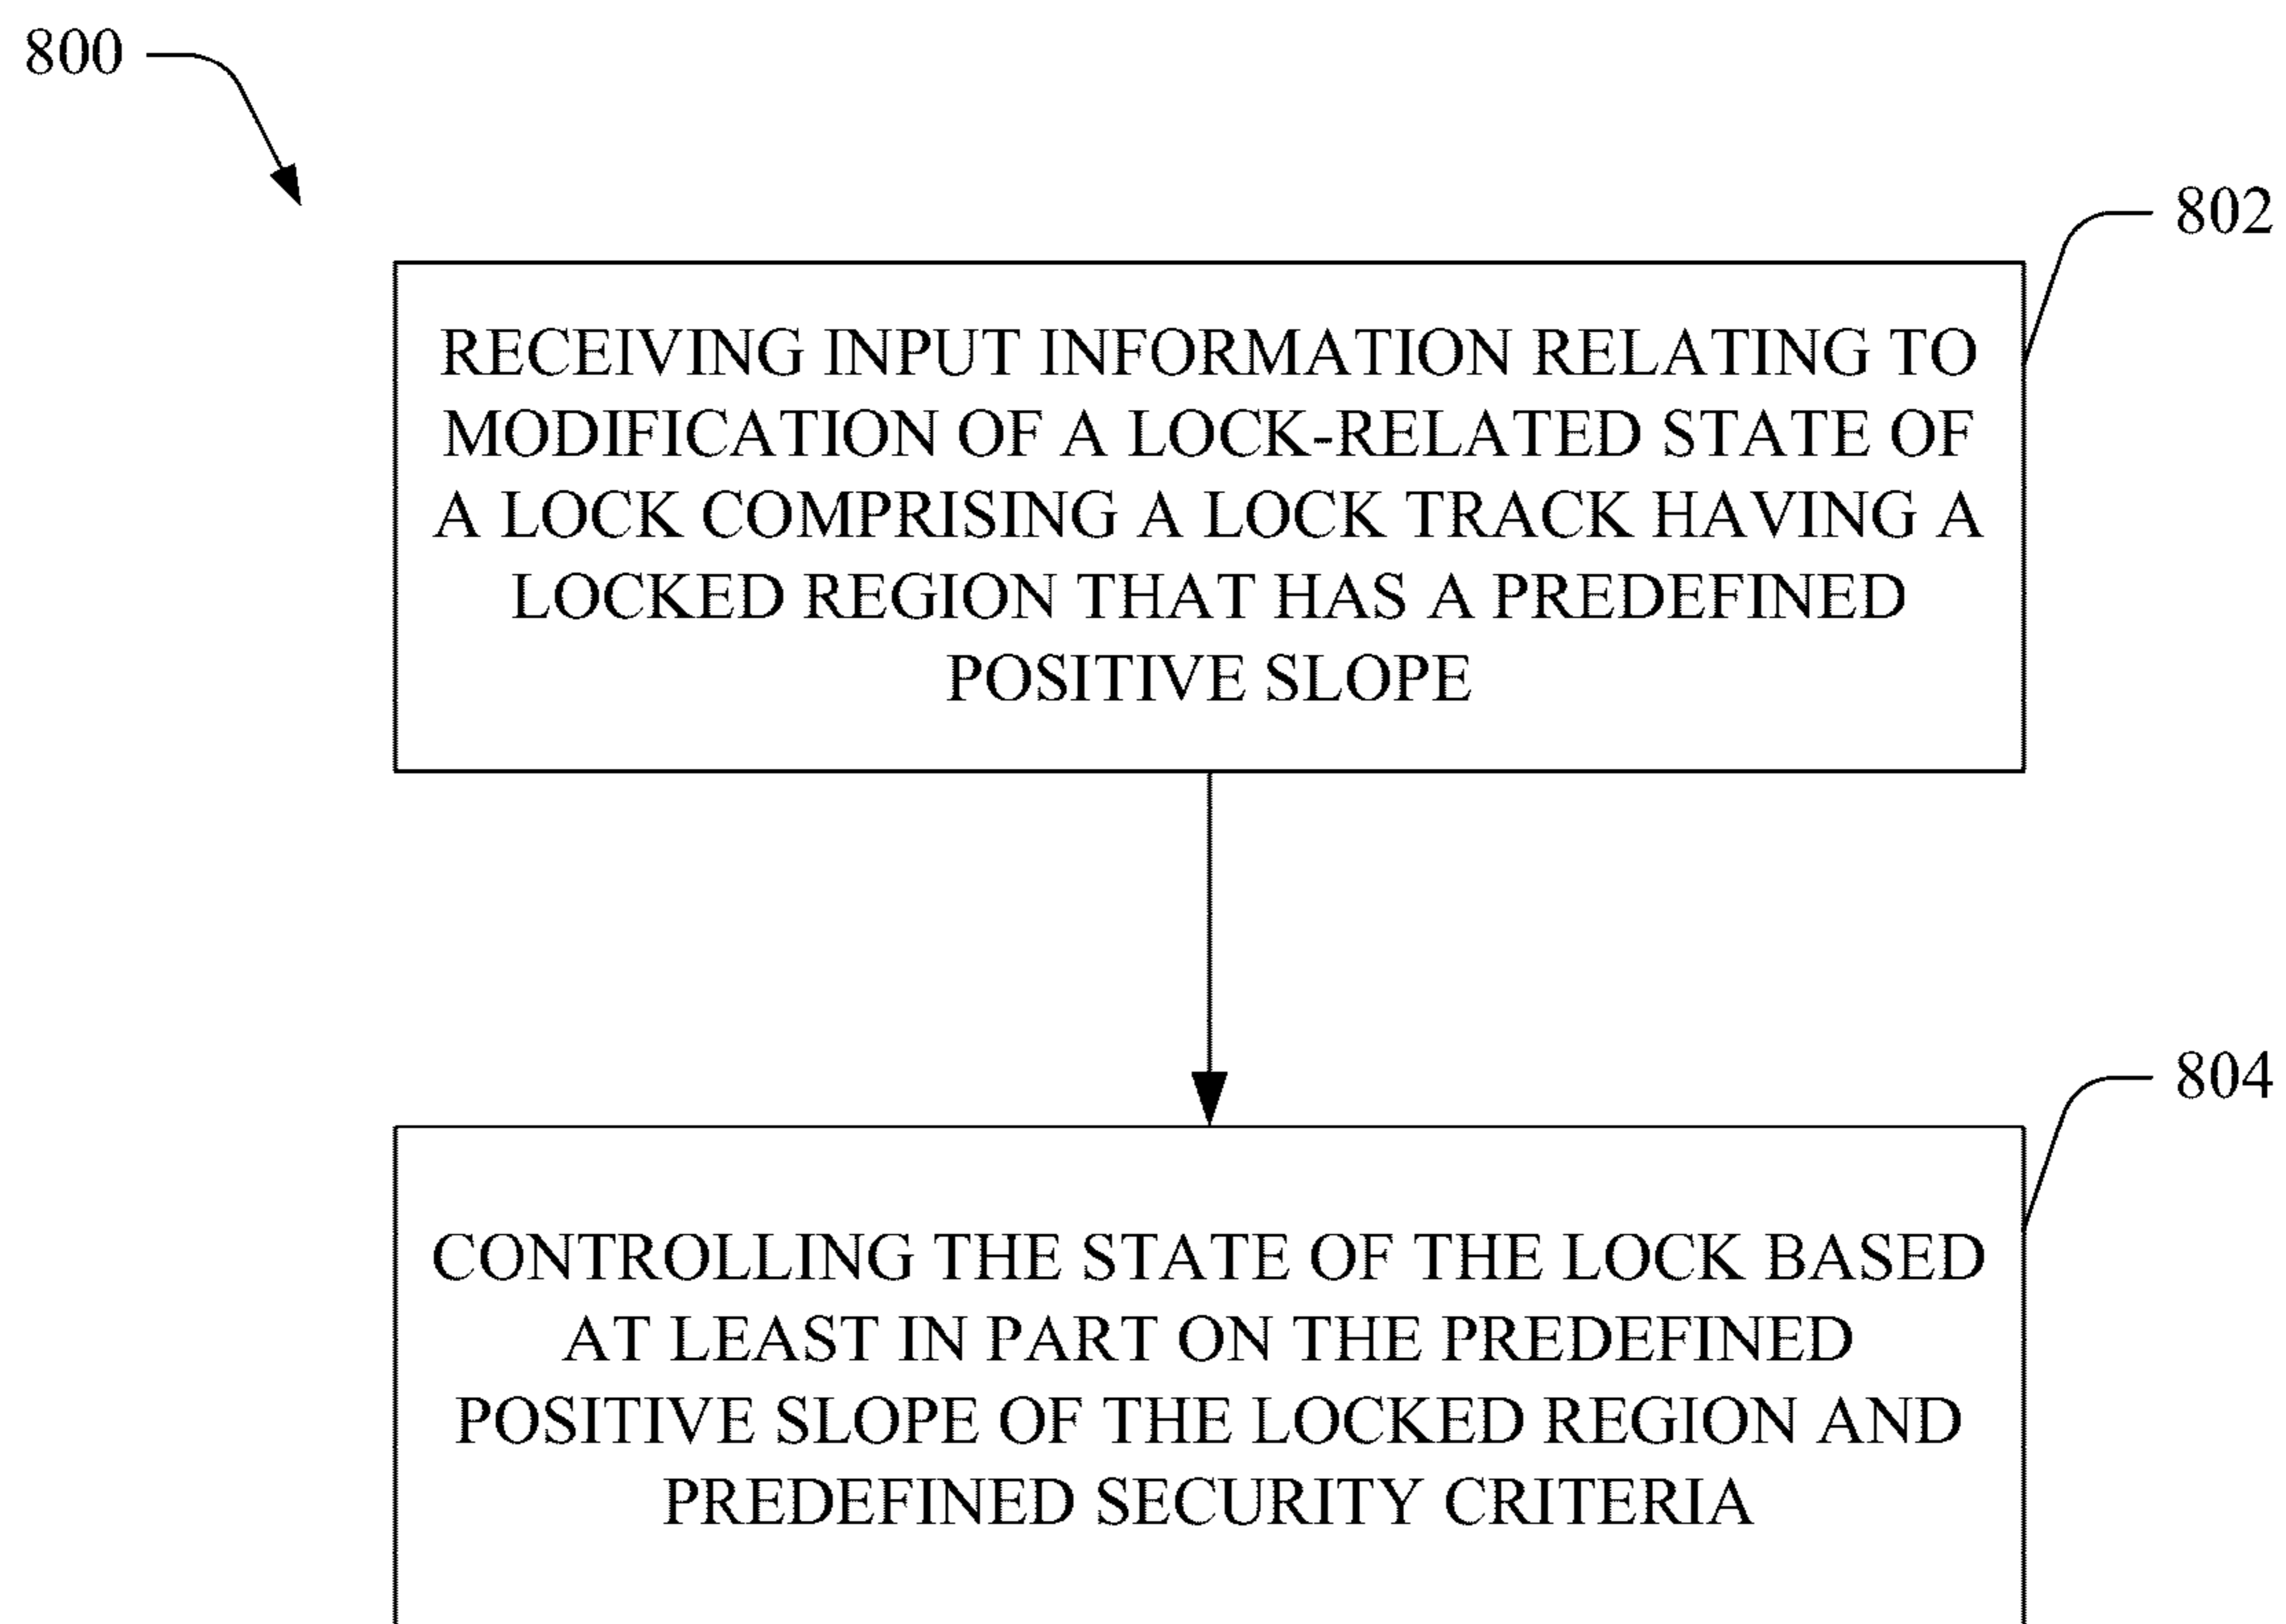 800
802
RECEIVING INPUT INFORMATION RELATING TO
MODIFICATION OF A LOCK-RELATED STATE OF
A LOCK COMPRISING A LOCK TRACK HAVING A
LOCKED REGION THAT HAS A PREDEFINED
POSITIVE SLOPE
804
CONTROLLING THE STATE OF THE LOCK BASED
AT LEAST IN PART ON THE PREDEFINED
POSITIVE SLOPE OF THE LOCKED REGION AND
PREDEFINED SECURITY CRITERIA